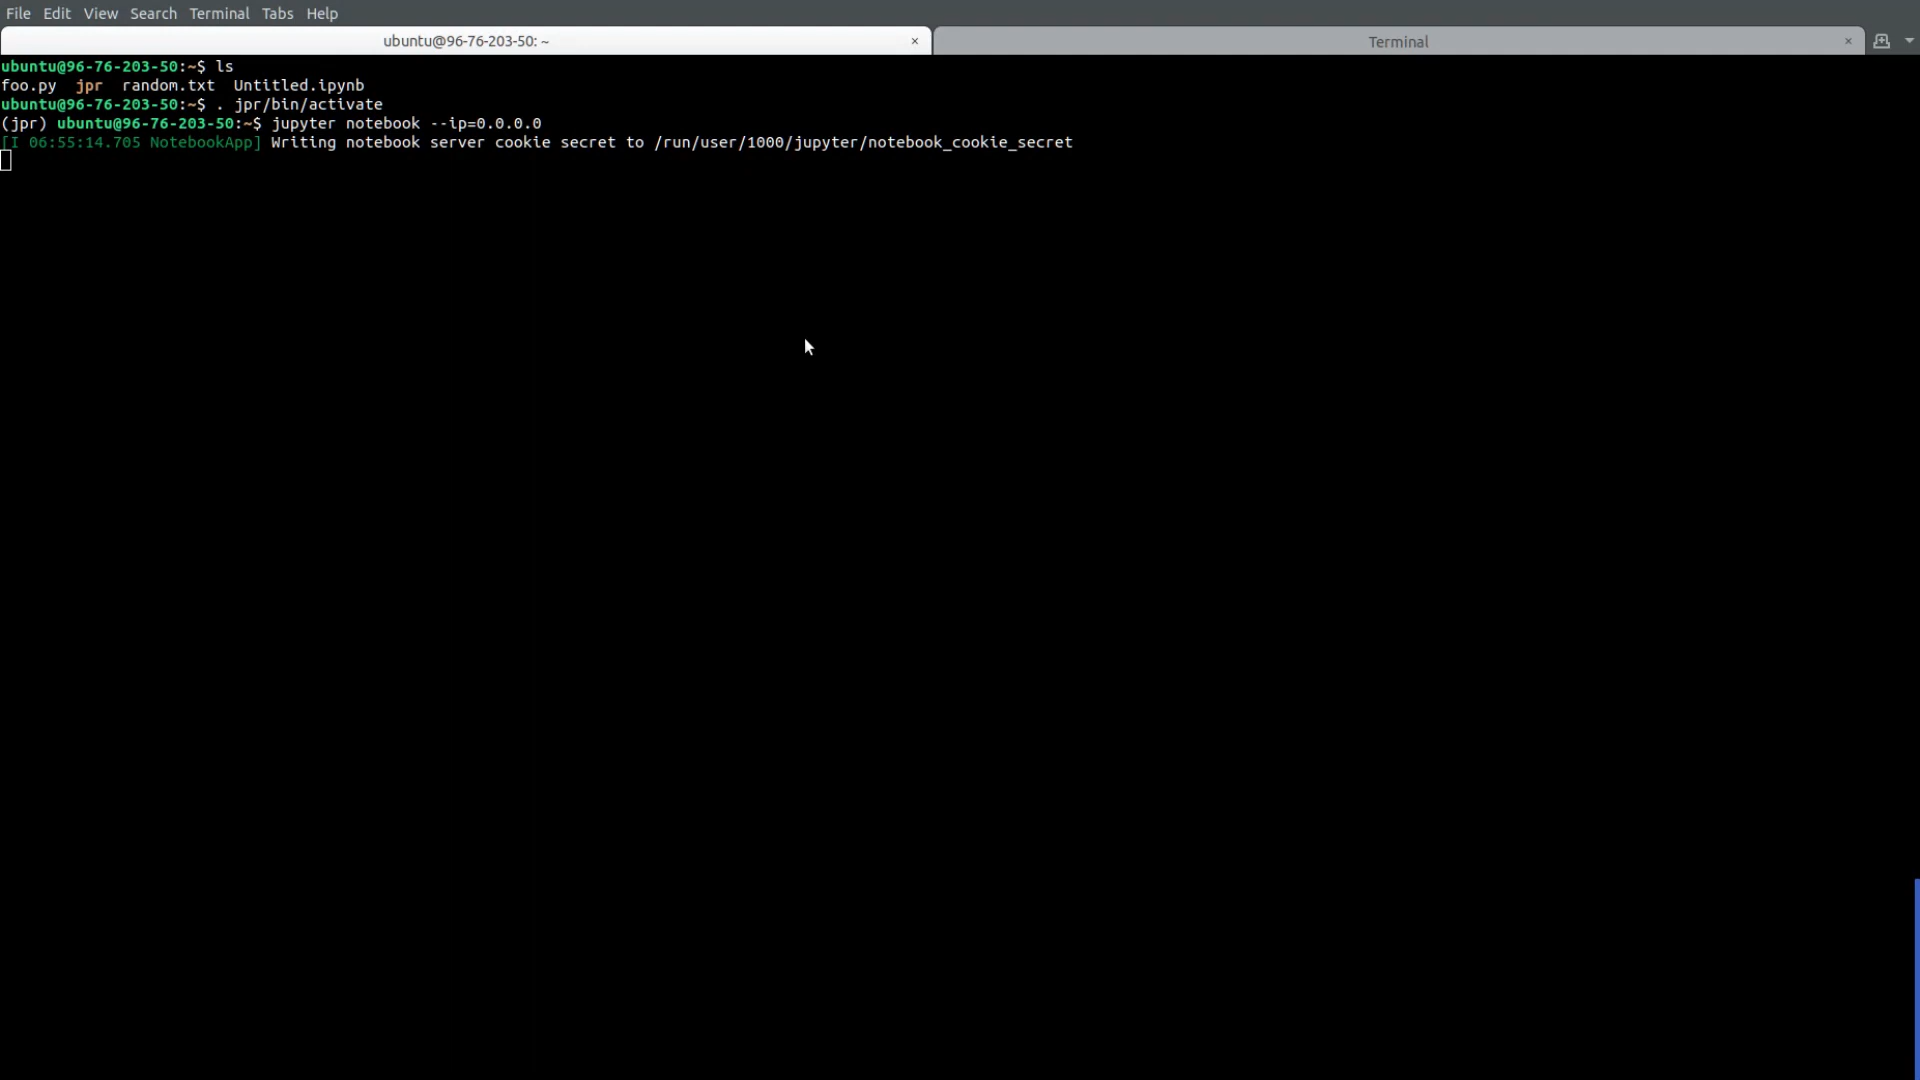 File Edit View Search Terminal Tabs Help
ubuntu@96-76-203-50: ~ × Terminal ×
ubuntu@96-76-203-50:~$ ls
foo.py jpr random.txt Untitled.ipynb
ubuntu@96-76-203-50:~$ . jpr/bin/activate
(jpr) ubuntu@96-76-203-50:~$ jupyter notebook --ip=0.0.0.0
[I 06:55:14.705 NotebookApp] Writing notebook server cookie secret to /run/user/1000/jupyter/notebook_cookie_secret